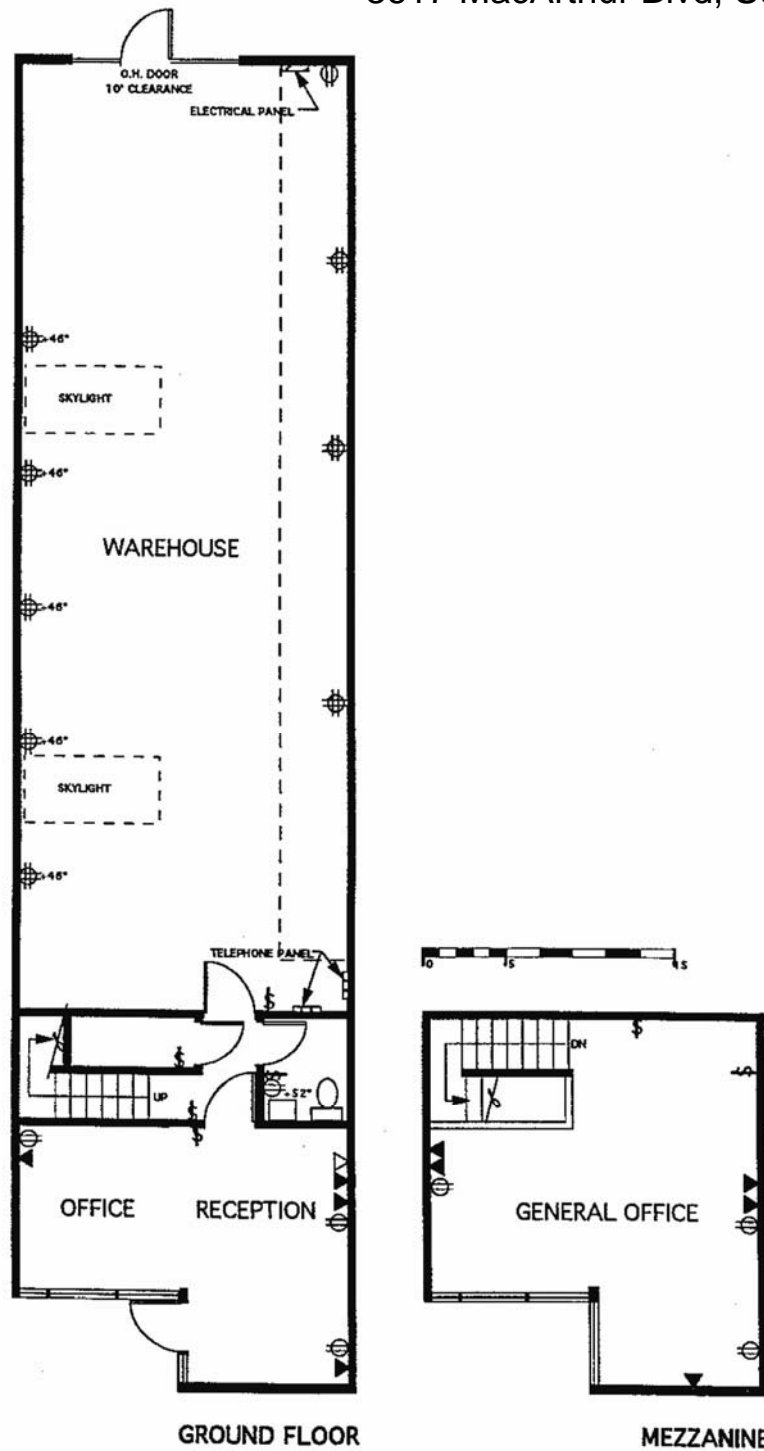 O.H. DOOR
10' CLEARANCE
ELECTRICAL PANEL
+46"
SKYLIGHT
+46"
WAREHOUSE
+46"
+46"
SKYLIGHT
+46"
TELEPHONE PANEL
0
5
15
UP
+52"
DN
OFFICE
RECEPTION
GENERAL OFFICE
GROUND FLOOR
MEZZANINE